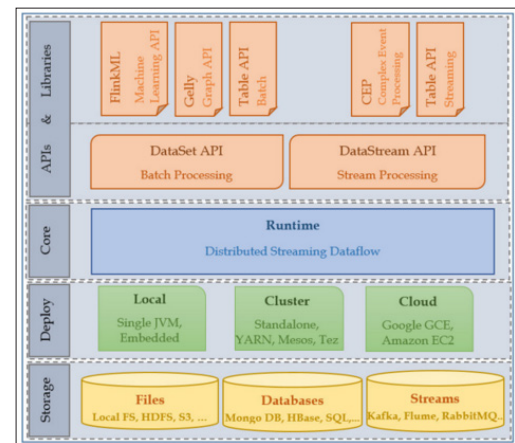 APIs & Libraries
FlinkML
Machine
Learning API
Gelly
Graph API
Table API
Batch
CEP
Complex Event
Processing
Table API
Streaming
DataSet API
Batch Processing
DataStream API
Stream Processing
Core
Runtime
Distributed Streaming Dataflow
Deploy
Local
Single JVM,
Embedded
Cluster
Standalone,
YARN, Mesos, Tez
Cloud
Google GCE,
Amazon EC2
Storage
Files
Local FS, HDFS, S3, ...
Databases
Mongo DB, HBase, SQL,...
Streams
Kafka, Flume, RabbitMQ...